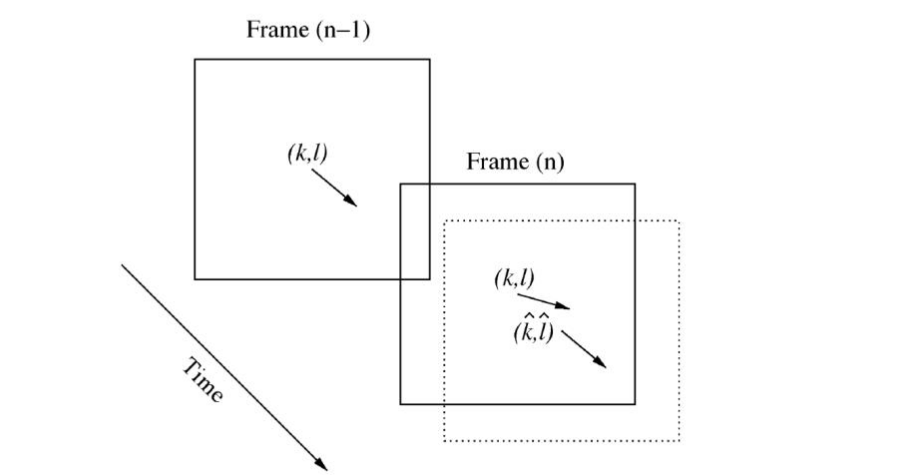 Frame (n–1)
(k,l)
Frame (n)
(k,l)
(k̂,l̂)
Time